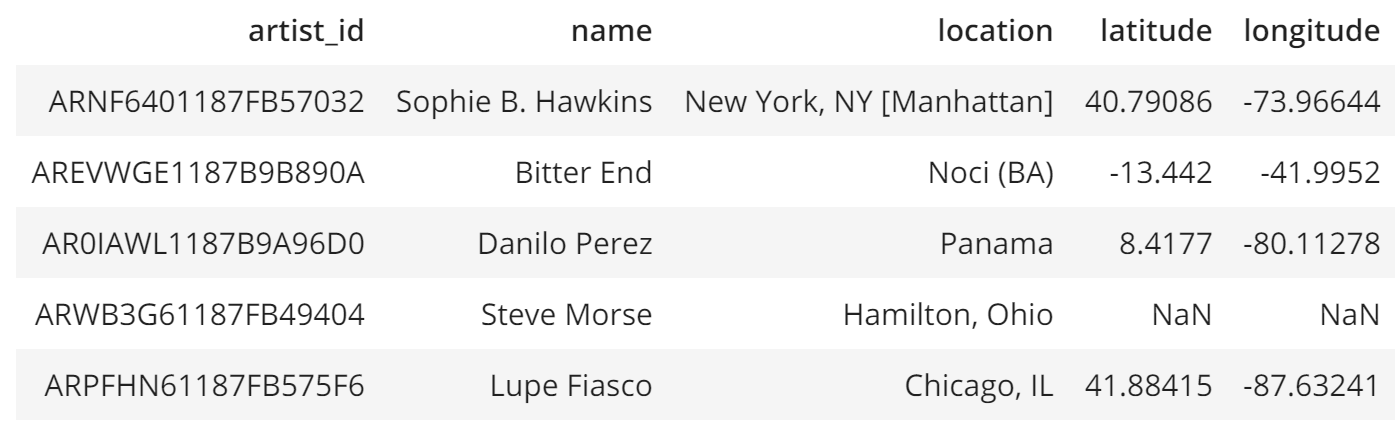 artist_id name location latitude longitude
ARNF6401187FB57032 Sophie B. Hawkins New York, NY [Manhattan] 40.79086 -73.96644
AREVWGE1187B9B890A Bitter End Noci (BA) -13.442 -41.9952
AR0IAWL1187B9A96D0 Danilo Perez Panama 8.4177 -80.11278
ARWB3G61187FB49404 Steve Morse Hamilton, Ohio NaN NaN
ARPFHN61187FB575F6 Lupe Fiasco Chicago, IL 41.88415 -87.63241